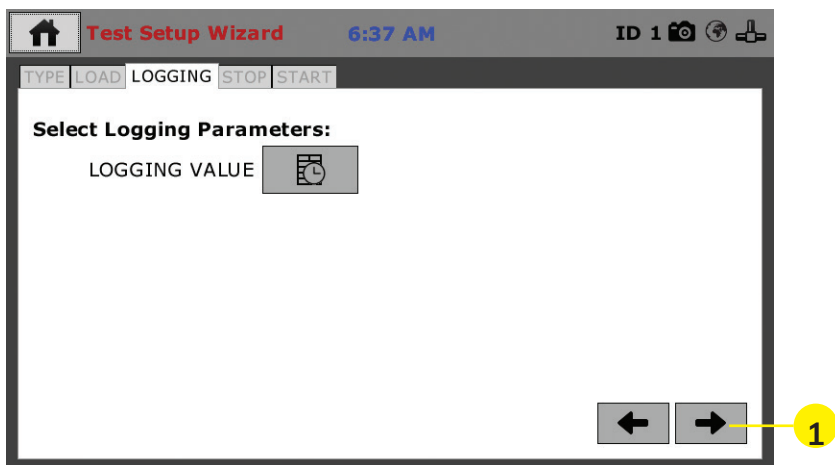 Test Setup Wizard 6:37 AM ID 1
TYPE LOAD LOGGING STOP START
Select Logging Parameters:
LOGGING VALUE
1